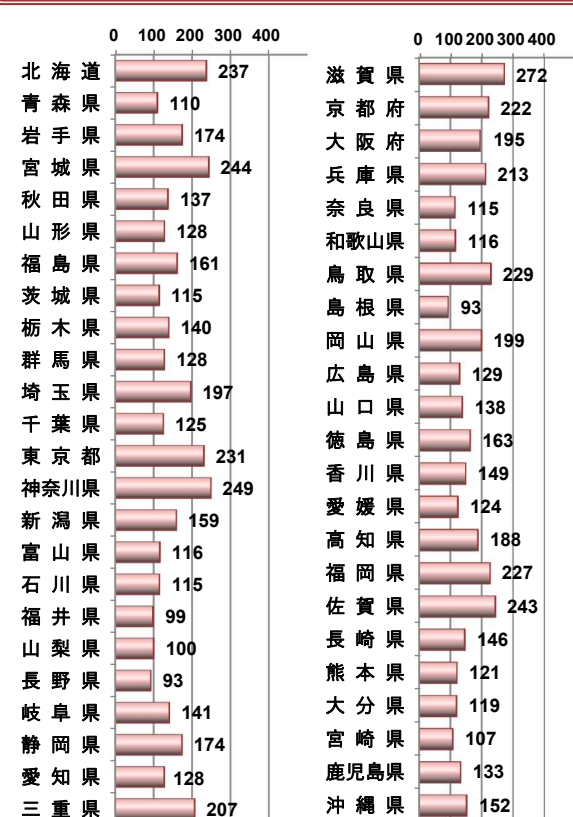 0 100 200 300 400
北海道 237
青森県 110
岩手県 174
宮城県 244
秋田県 137
山形県 128
福島県 161
茨城県 115
栃木県 140
群馬県 128
埼玉県 197
千葉県 125
東京都 231
神奈川県 249
新潟県 159
富山県 116
石川県 115
福井県 99
山梨県 100
長野県 93
岐阜県 141
静岡県 174
愛知県 128
三重県 207
0 100 200 300 400
滋賀県 272
京都府 222
大阪府 195
兵庫県 213
奈良県 115
和歌山県 116
鳥取県 229
島根県 93
岡山県 199
広島県 129
山口県 138
徳島県 163
香川県 149
愛媛県 124
高知県 188
福岡県 227
佐賀県 243
長崎県 146
熊本県 121
大分県 119
宮崎県 107
鹿児島県 133
沖縄県 152